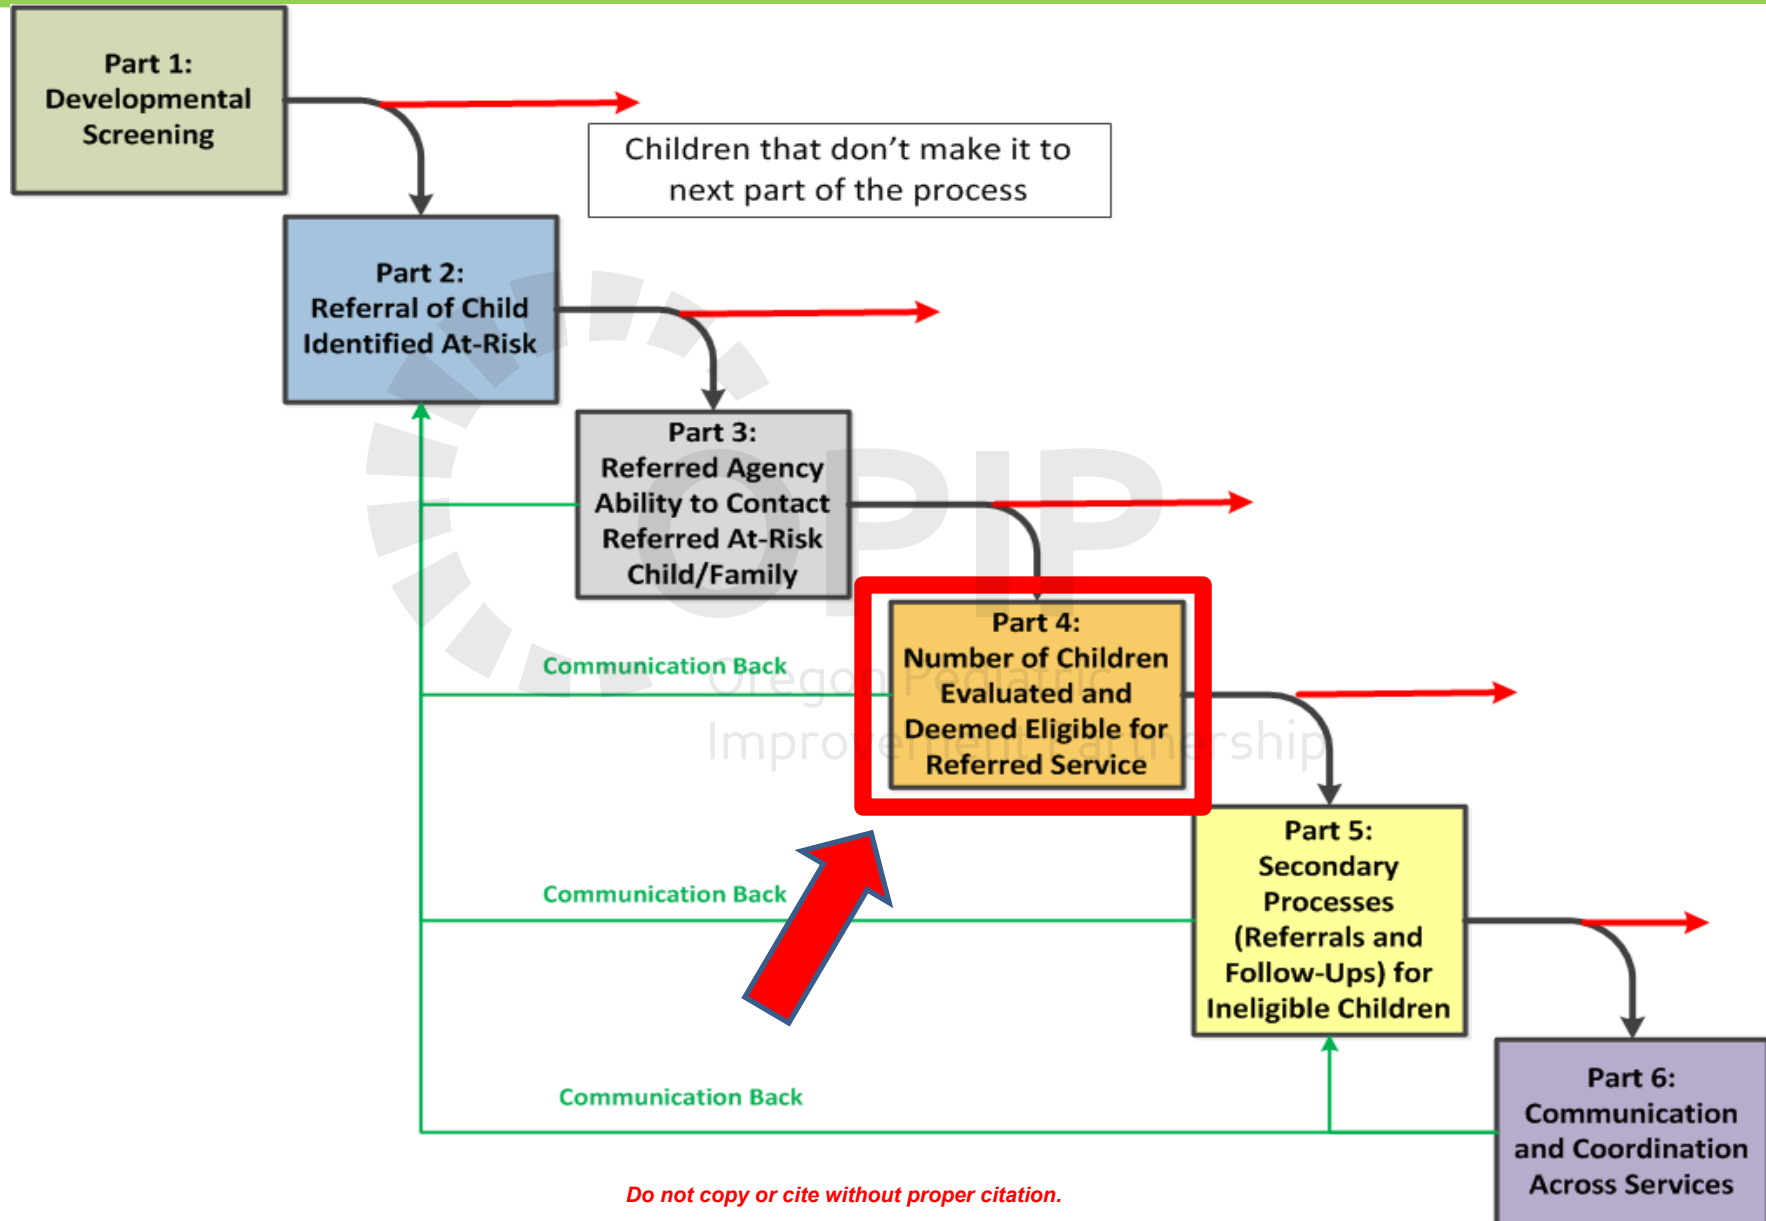 Part 1:
Developmental
Screening
Children that don't make it to
next part of the process
Part 2:
Referral of Child
Identified At-Risk
Part 3:
Referred Agency
Ability to Contact
Referred At-Risk
Child/Family
OPIP
Oregon Pediatric
Improvement Partnership
Part 4:
Number of Children
Evaluated and
Deemed Eligible for
Referred Service
Communication Back
Part 5:
Secondary
Processes
(Referrals and
Follow-Ups) for
Ineligible Children
Communication Back
Part 6:
Communication
and Coordination
Across Services
Communication Back
Do not copy or cite without proper citation.